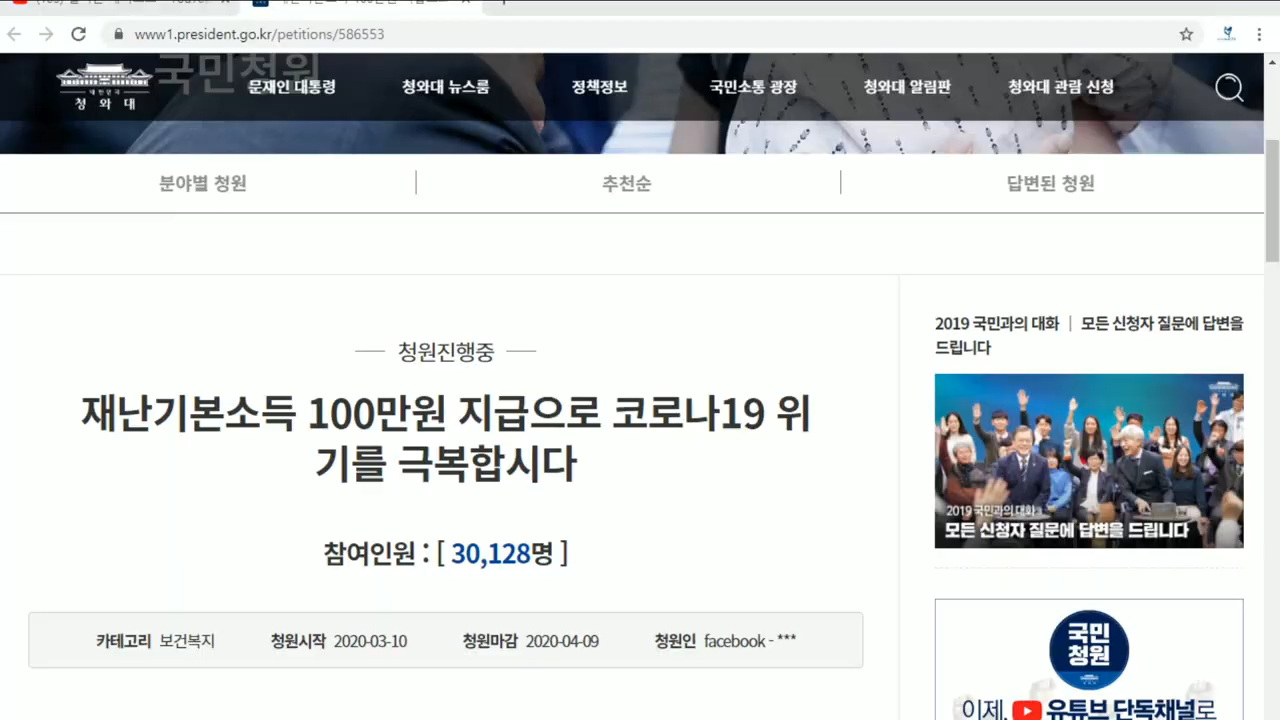 www1.president.go.kr/petitions/586553
국민청원
대한민국
청와대
문재인 대통령
청와대 뉴스룸
정책정보
국민소통 광장
청와대 알림판
청와대 관람 신청
분야별 청원
추천순
답변된 청원
청원진행중
재난기본소득 100만원 지급으로 코로나19 위
기를 극복합시다
참여인원 : [ 30,128명 ]
카테고리 보건복지
청원시작 2020-03-10
청원마감 2020-04-09
청원인 facebook - ***
2019 국민과의 대화 | 모든 신청자 질문에 답변을
드립니다
2019 국민과의 대화
모든 신청자 질문에 답변을 드립니다
국민
청원
이제, 유튜브 단독채널로